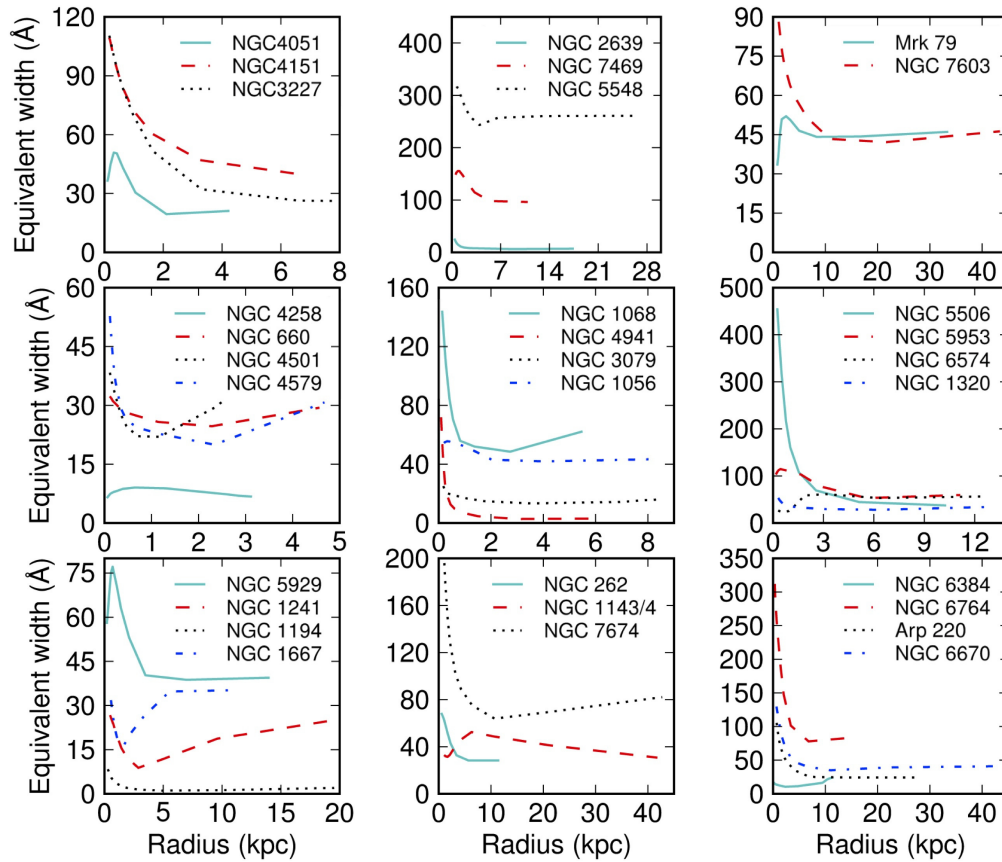 Equivalent width (Å)
120
90
60
30
0
0
2
4
6
8
NGC4051
NGC4151
NGC3227
400
300
200
100
0
0
7
14
21
28
NGC 2639
NGC 7469
NGC 5548
90
75
60
45
30
15
0
0
10
20
30
40
Mrk 79
NGC 7603
Equivalent width (Å)
60
45
30
15
0
0
1
2
3
4
5
NGC 4258
NGC 660
NGC 4501
NGC 4579
160
120
80
40
0
0
2
4
6
8
NGC 1068
NGC 4941
NGC 3079
NGC 1056
500
400
300
200
100
0
0
3
6
9
12
NGC 5506
NGC 5953
NGC 6574
NGC 1320
Equivalent width (Å)
75
60
45
30
15
0
0
5
10
15
20
Radius (kpc)
NGC 5929
NGC 1241
NGC 1194
NGC 1667
200
160
120
80
40
0
0
10
20
30
40
Radius (kpc)
NGC 262
NGC 1143/4
NGC 7674
350
300
250
200
150
100
50
0
0
10
20
30
40
Radius (kpc)
NGC 6384
NGC 6764
Arp 220
NGC 6670